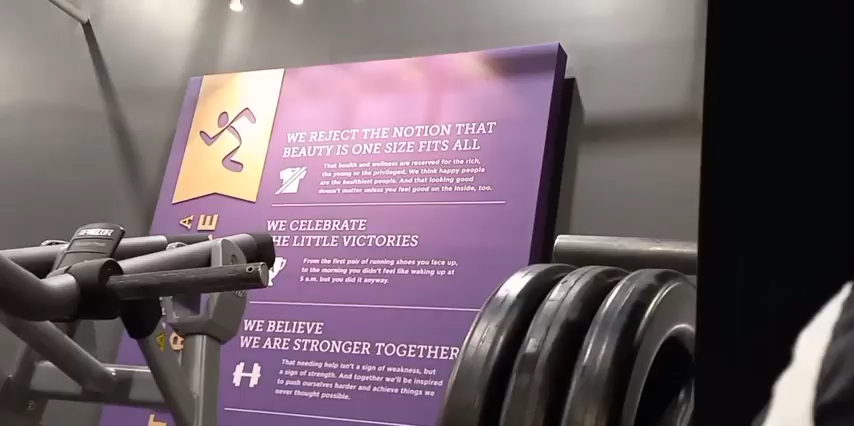 WE REJECT THE NOTION THAT
BEAUTY IS ONE SIZE FITS ALL
That health and wellness are reserved for the rich,
the young or the privileged. We think happy people
are the healthiest people. And that looking good
doesn't matter unless you feel good on the inside, too.
WE CELEBRATE
HE LITTLE VICTORIES
From the first pair of running shoes you lace up,
to the morning you didn't feel like waking up at
5 a.m. but you did it anyway.
WE BELIEVE
WE ARE STRONGER TOGETHER
That needing help isn't a sign of weakness, but
a sign of strength. And together we'll be inspired
to push ourselves harder and achieve things we
never thought possible.